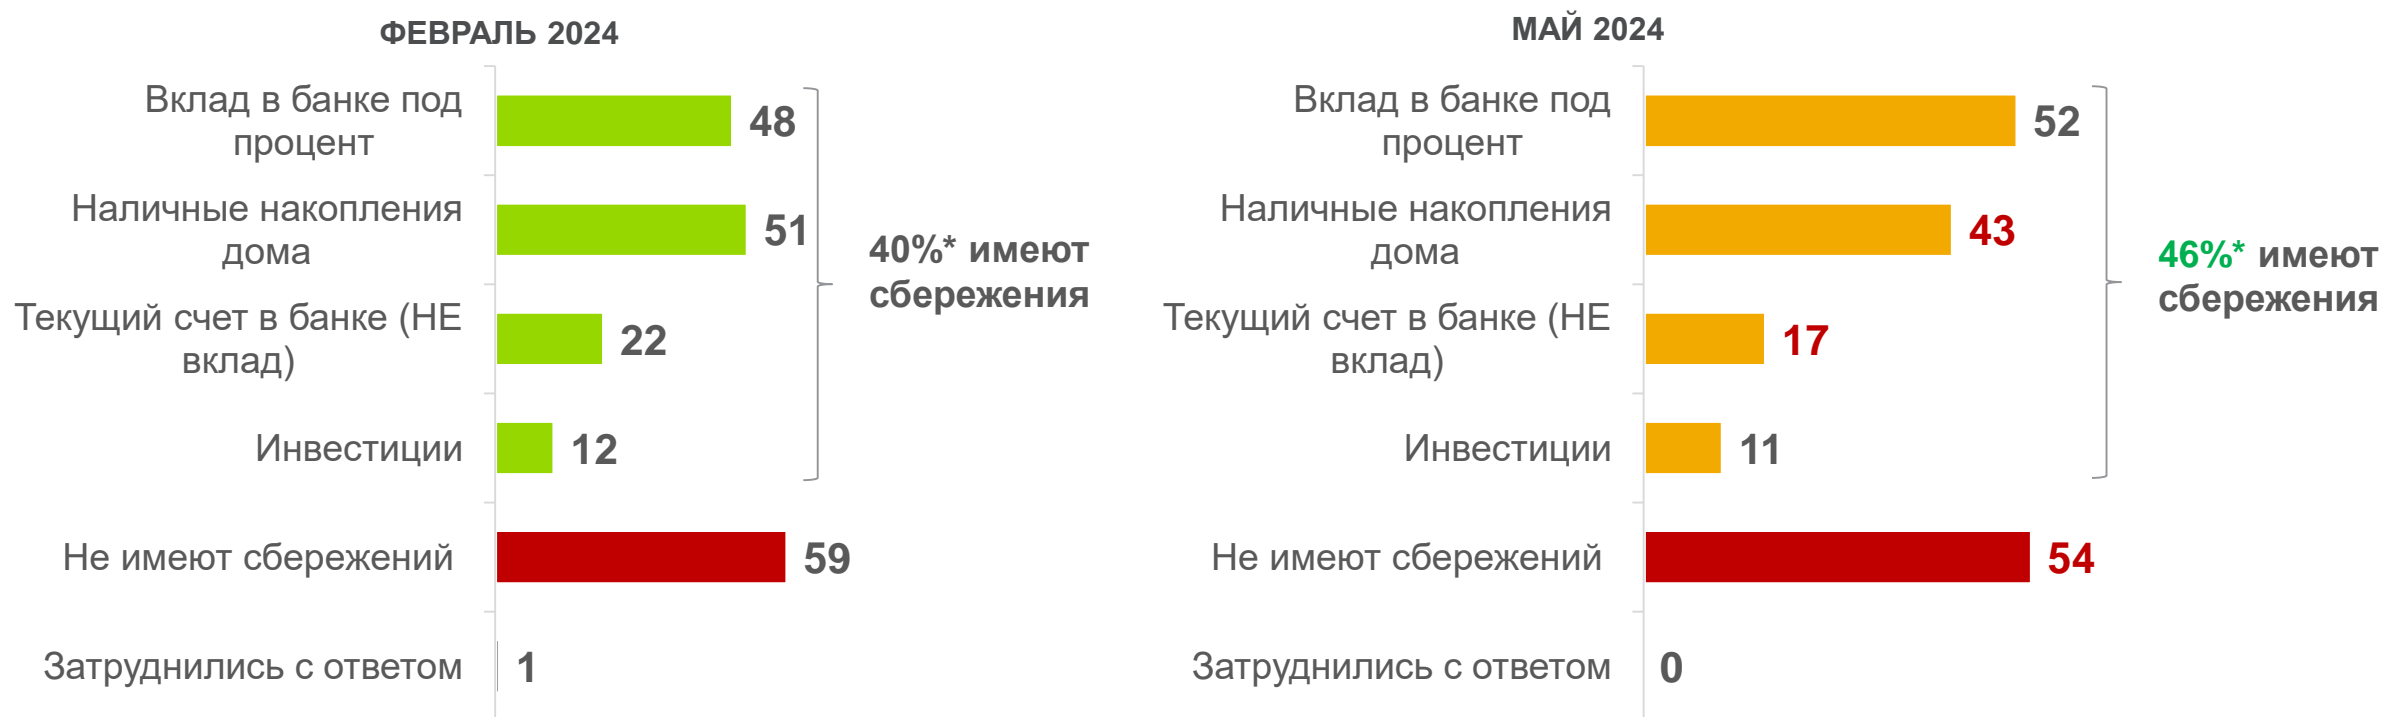 ФЕВРАЛЬ 2024
Вклад в банке под
процент
48
Наличные накопления
дома
51
Текущий счет в банке (НЕ
вклад)
22
Инвестиции
12
Не имеют сбережений
59
Затруднились с ответом
1
40%* имеют
сбережения
МАЙ 2024
Вклад в банке под
процент
52
Наличные накопления
дома
43
Текущий счет в банке (НЕ
вклад)
17
Инвестиции
11
Не имеют сбережений
54
Затруднились с ответом
0
46%* имеют
сбережения